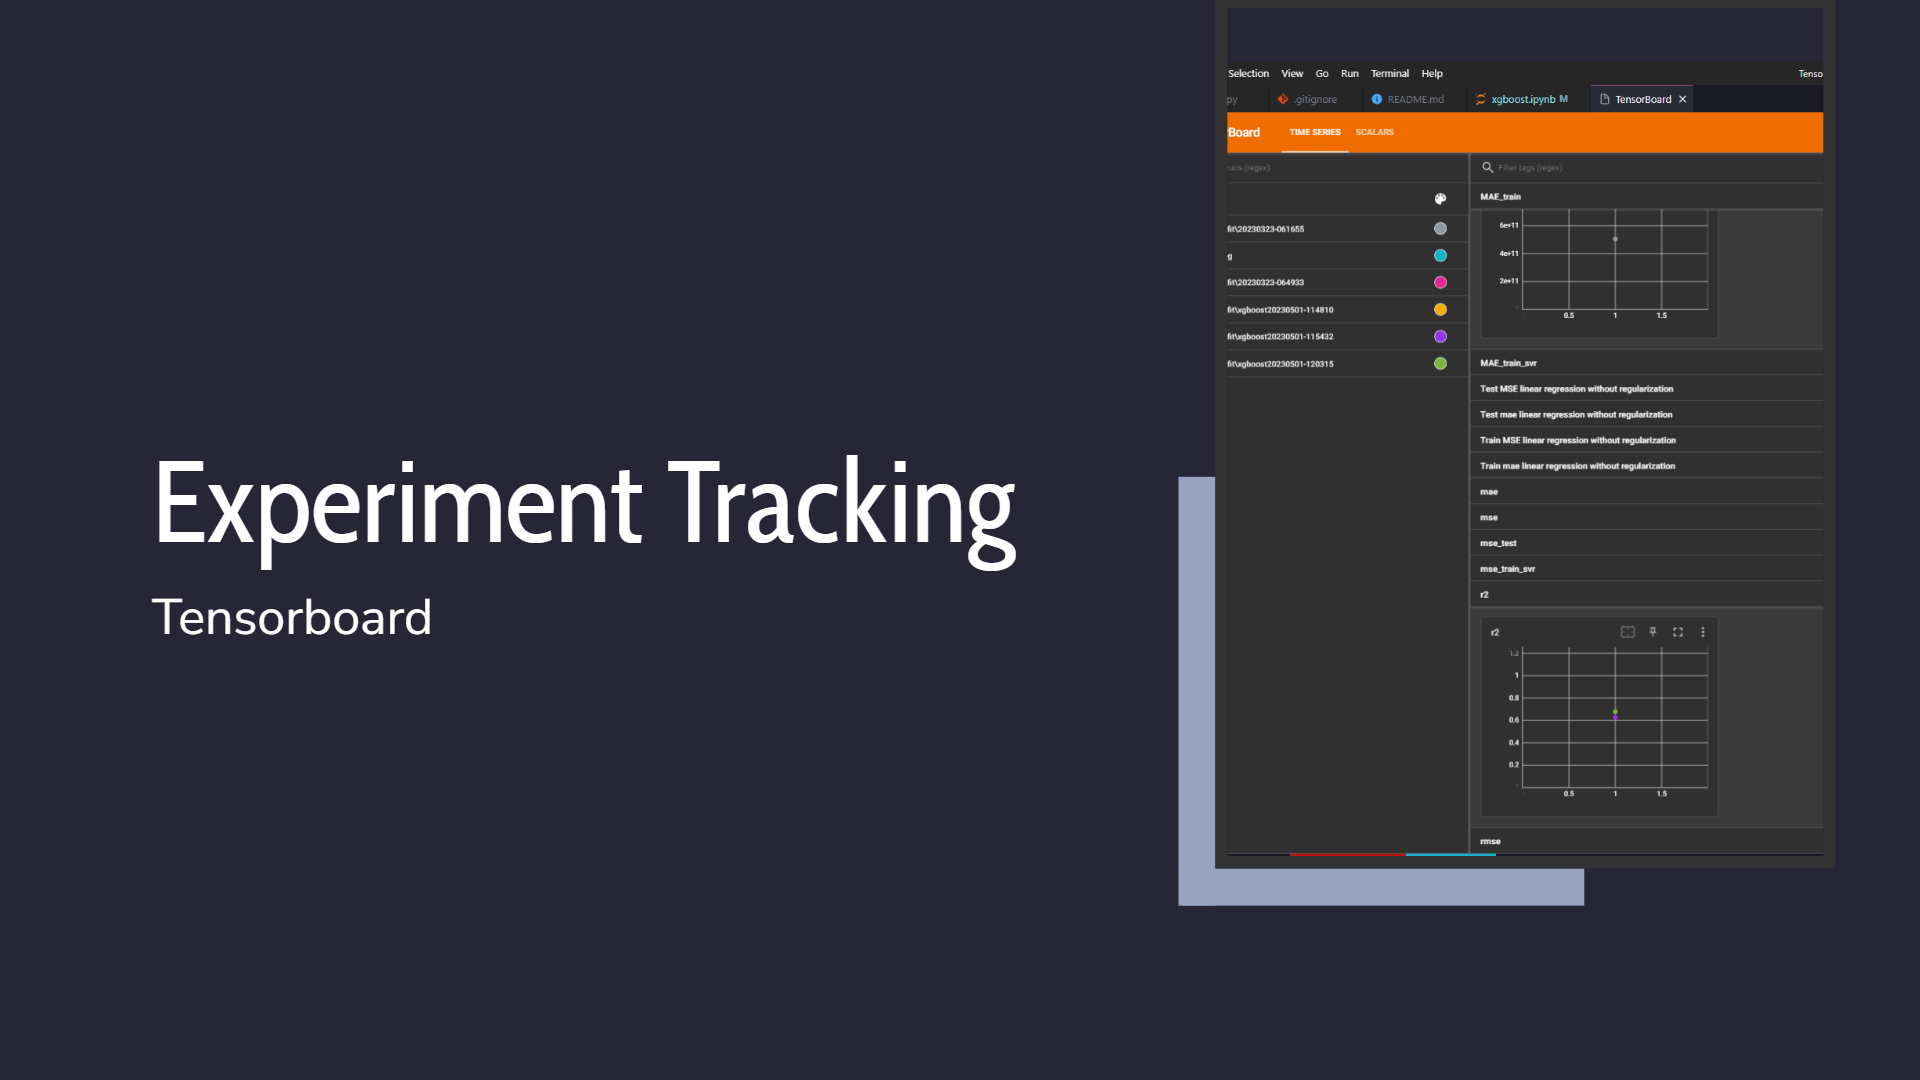 Experiment Tracking
Tensorboard
Selection View Go Run Terminal Help Tenso
py .gitignore README.md xgboost.ipynb M TensorBoard
Board TIME SERIES SCALARS
runs (regex)
fit\20230323-061655
g
fit\20230323-064933
fit\xgboost20230501-114810
fit\xgboost20230501-115432
fit\xgboost20230501-120315
Filter tags (regex)
MAE_train
6e+11
4e+11
2e+11
0.5 1 1.5
MAE_train_svr
Test MSE linear regression without regularization
Test mae linear regression without regularization
Train MSE linear regression without regularization
Train mae linear regression without regularization
mae
mse
mse_test
mse_train_svr
r2
r2
1.2
1
0.8
0.6
0.4
0.2
0.5 1 1.5
rmse